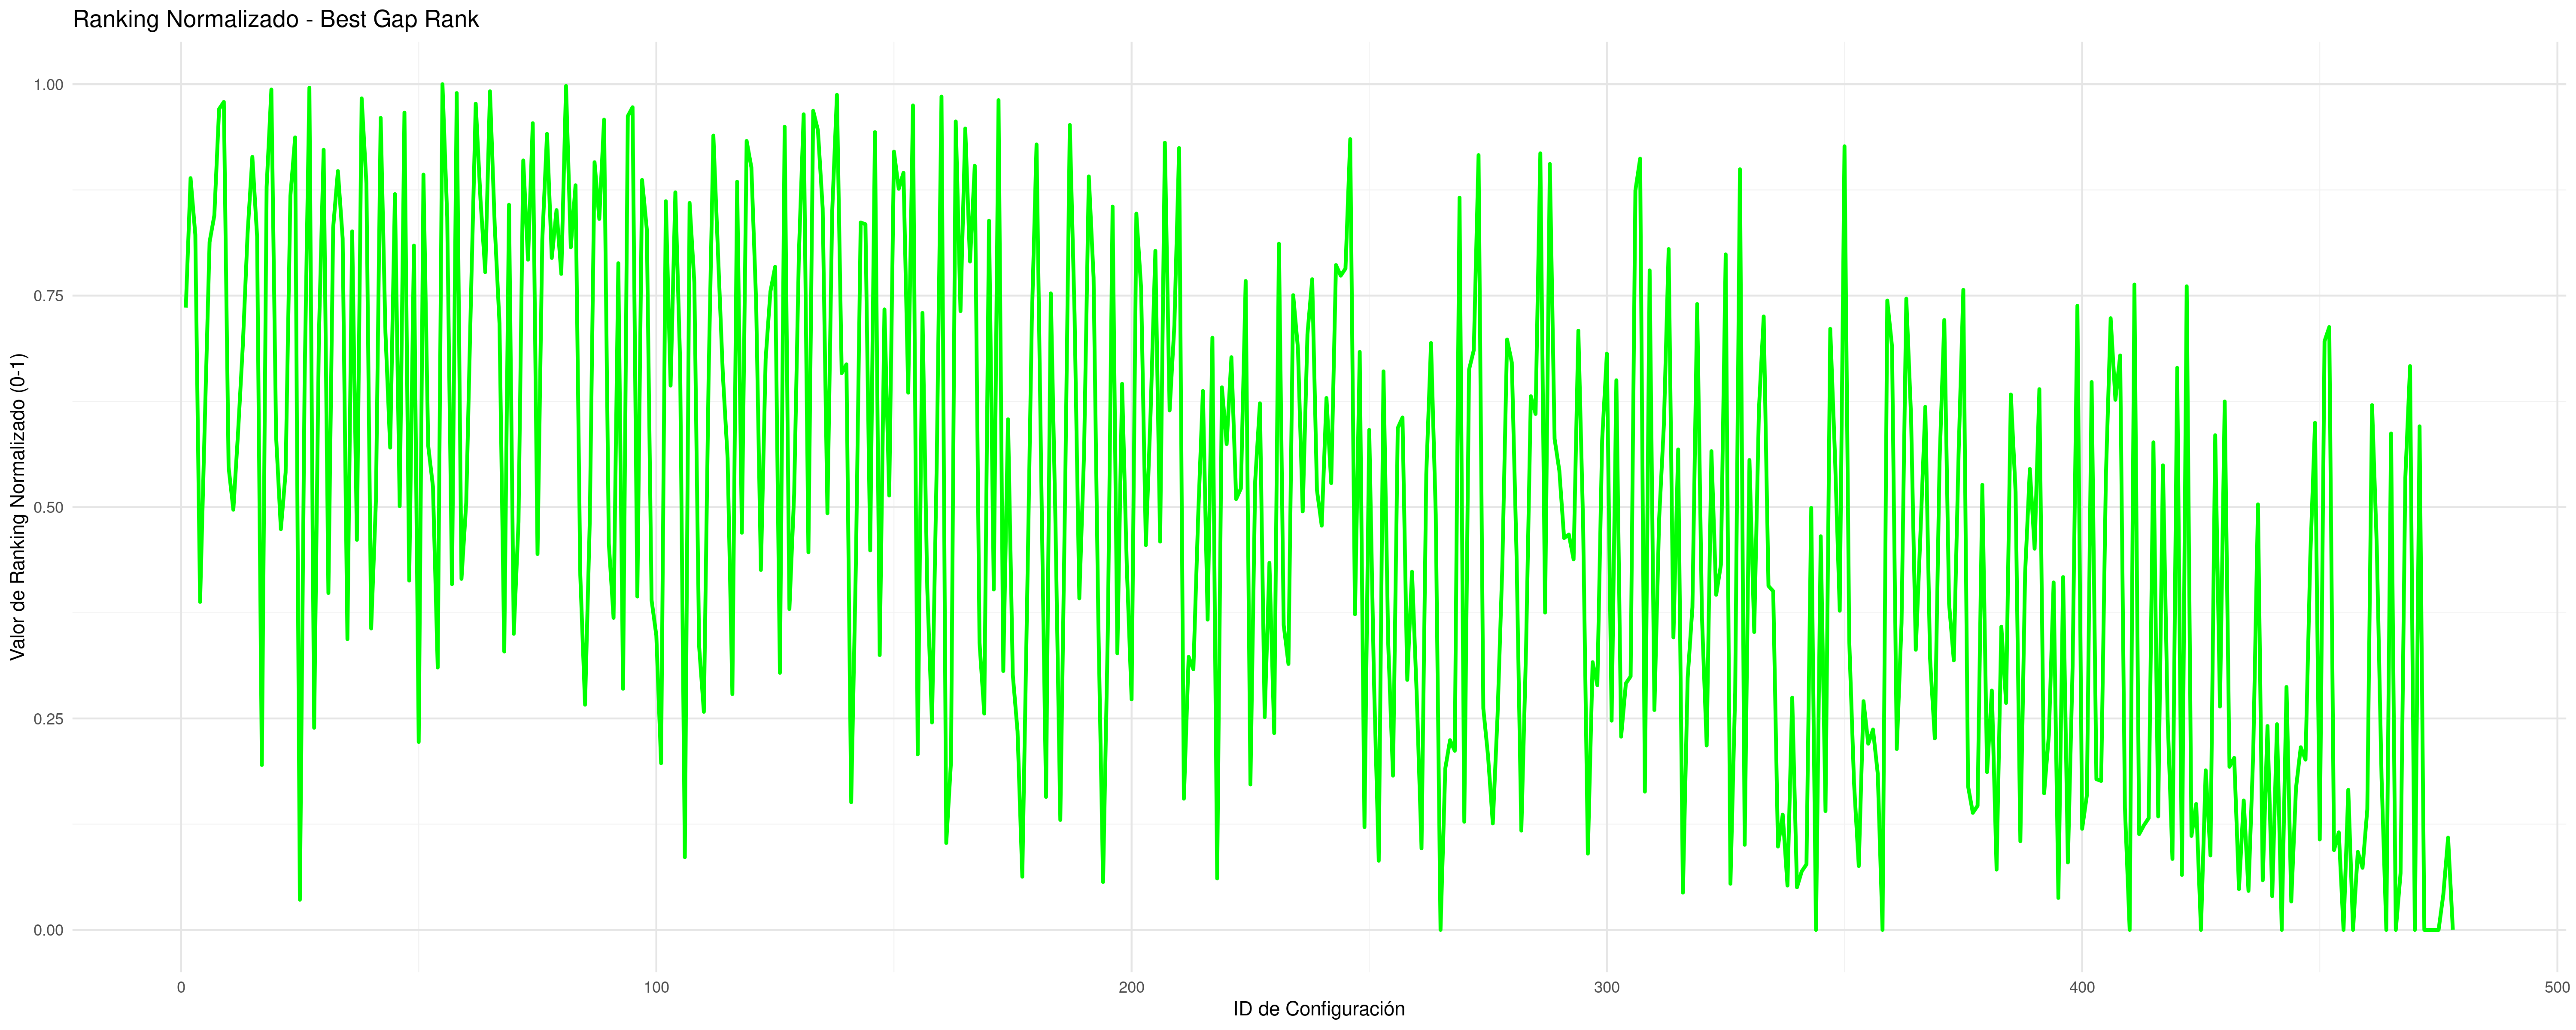 Ranking Normalizado - Best Gap Rank
Valor de Ranking Normalizado (0-1)
1.00
0.75
0.50
0.25
0.00
0 100 200 300 400 500
ID de Configuración